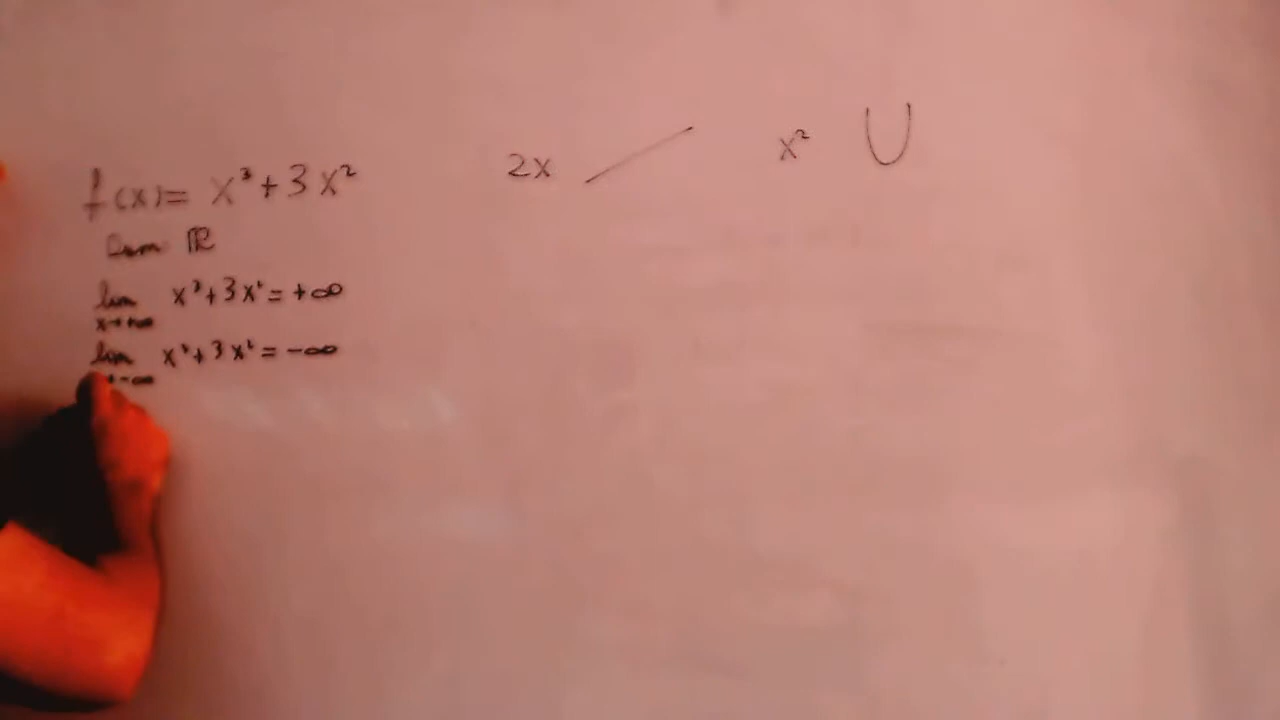 f(x)= x³+3x²
2x
x²
Dom ℝ
lim x³+3x²=+∞
x→+∞
lim x³+3x²=-∞
-∞